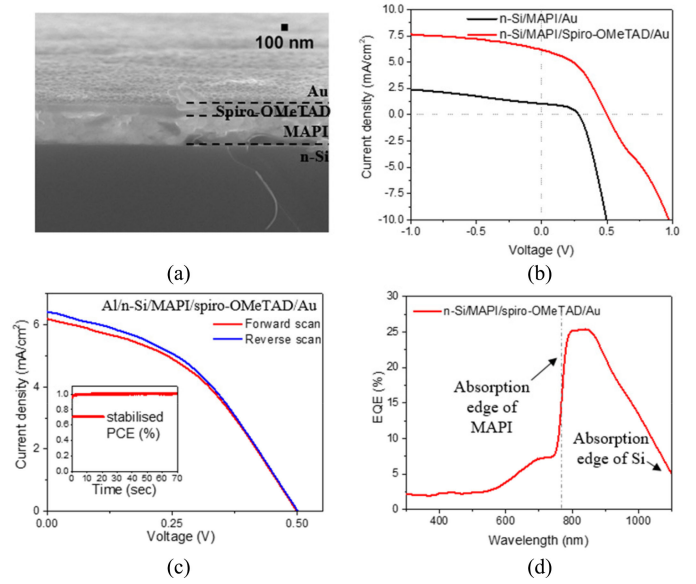 100 nm
Au
Spiro-OMeTAD
MAPI
n-Si
(a)
n-Si/MAPI/Au
n-Si/MAPI/Spiro-OMeTAD/Au
10.0
7.5
5.0
2.5
0.0
-2.5
-5.0
-7.5
-10.0
Current density (mA/cm²)
-1.0 -0.5 0.0 0.5 1.0
Voltage (V)
(b)
Al/n-Si/MAPI/spiro-OMeTAD/Au
Forward scan
Reverse scan
6
4
2
0
Current density (mA/cm²)
1.0
0.8
0.6
0.4
0.2
0.0
stabilised
PCE (%)
0 10 20 30 40 50 60 70
Time (sec)
0.00 0.25 0.50
Voltage (V)
(c)
n-Si/MAPI/spiro-OMeTAD/Au
30
25
20
15
10
5
0
EQE (%)
Absorption
edge of
MAPI
Absorption
edge of Si
400 600 800 1000
Wavelength (nm)
(d)